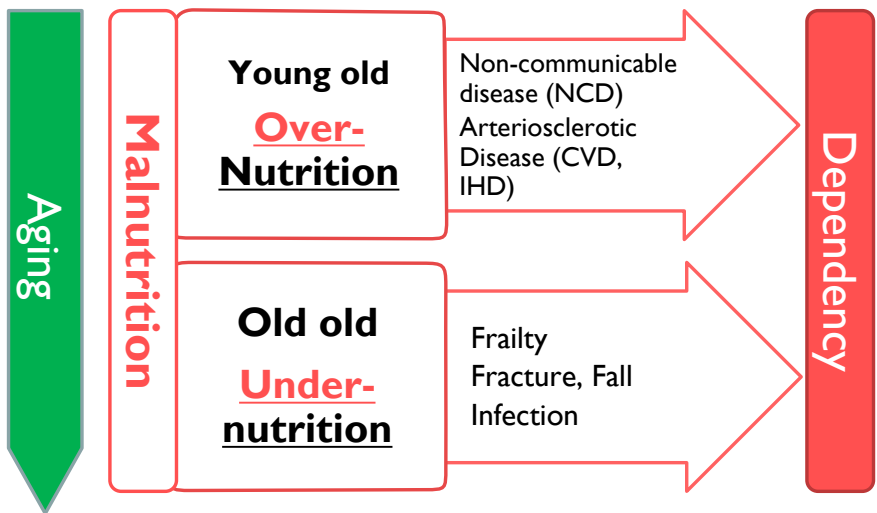 Aging
Malnutrition
Young old
Over-
Nutrition
Non-communicable
disease (NCD)
Arteriosclerotic
Disease (CVD,
IHD)
Old old
Under-
nutrition
Frailty
Fracture, Fall
Infection
Dependency